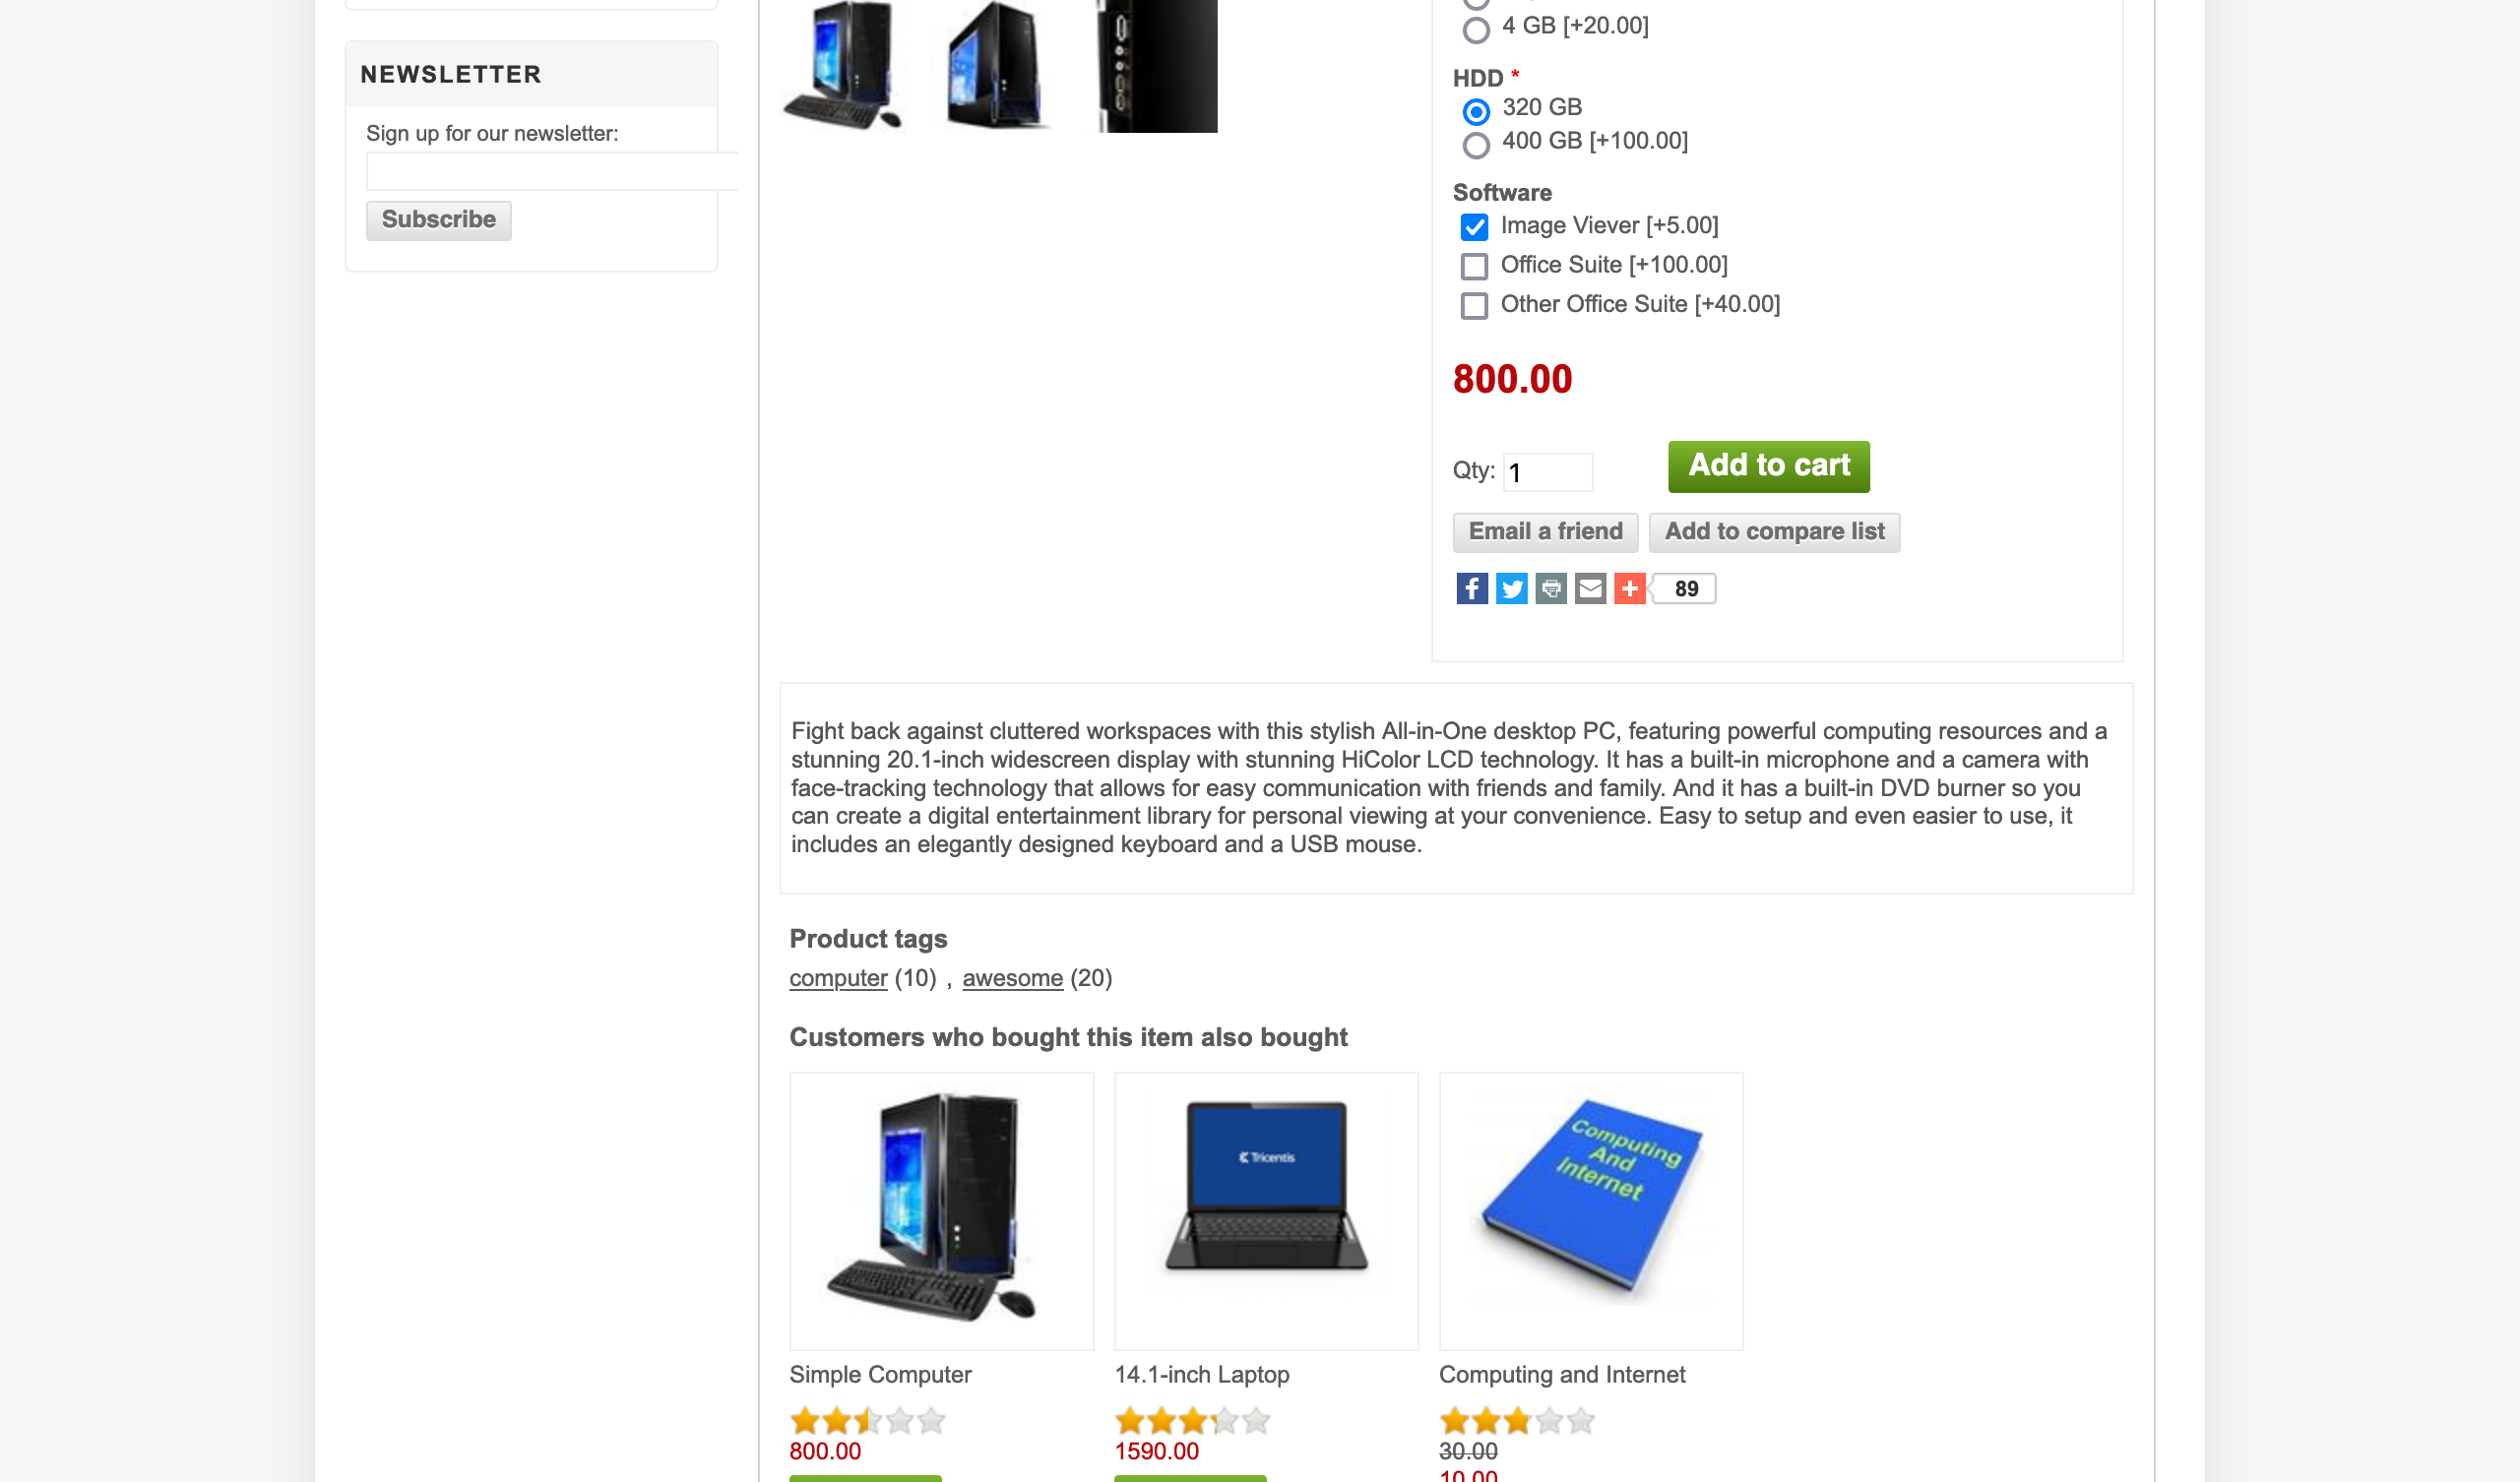 NEWSLETTER
Sign up for our newsletter:
Subscribe
4 GB [+20.00]
HDD *
320 GB
400 GB [+100.00]
Software
Image Viever [+5.00]
Office Suite [+100.00]
Other Office Suite [+40.00]
800.00
Qty: 1
Add to cart
Email a friend
Add to compare list
89
Fight back against cluttered workspaces with this stylish All-in-One desktop PC, featuring powerful computing resources and a
stunning 20.1-inch widescreen display with stunning HiColor LCD technology. It has a built-in microphone and a camera with
face-tracking technology that allows for easy communication with friends and family. And it has a built-in DVD burner so you
can create a digital entertainment library for personal viewing at your convenience. Easy to setup and even easier to use, it
includes an elegantly designed keyboard and a USB mouse.
Product tags
computer (10) , awesome (20)
Customers who bought this item also bought
Tricentis
Computing
And
Internet
Simple Computer
800.00
14.1-inch Laptop
1590.00
Computing and Internet
30.00
10.00